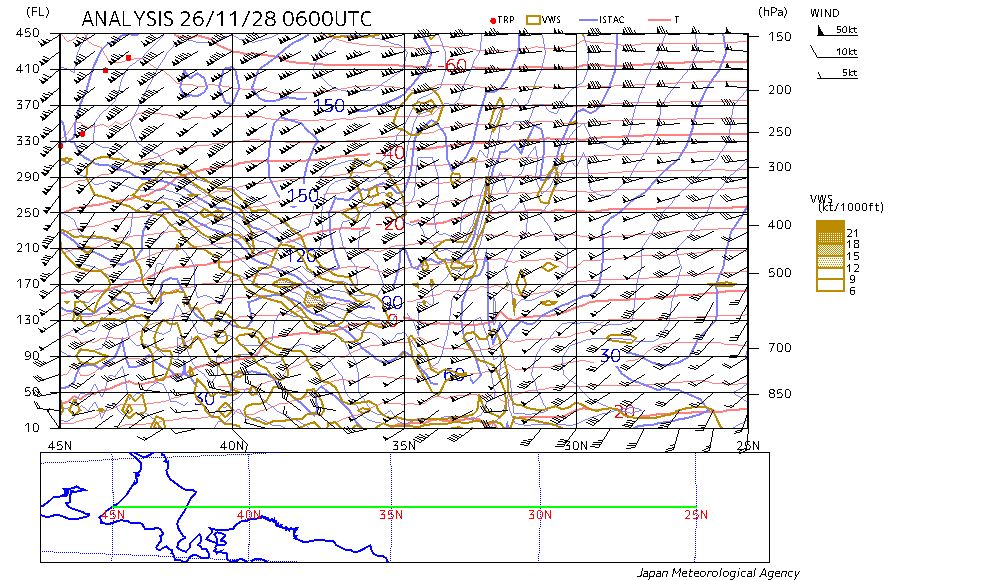 (FL) ANALYSIS 26/11/28 0600UTC TRP VWS ISTAC T (hPa) WIND
450 150 50kt
10kt
410 -60 5kt
370 150 200
330 250
40 300
290
150 VWS
250 (kt/1000ft)
-20 400
210 21
120 18
15
170 500 12
90 9
0 6
130
90 30 700
60
50 30 850
10 20
45N 40N 35N 30N 25N
45N 40N 35N 30N 25N
Japan Meteorological Agency